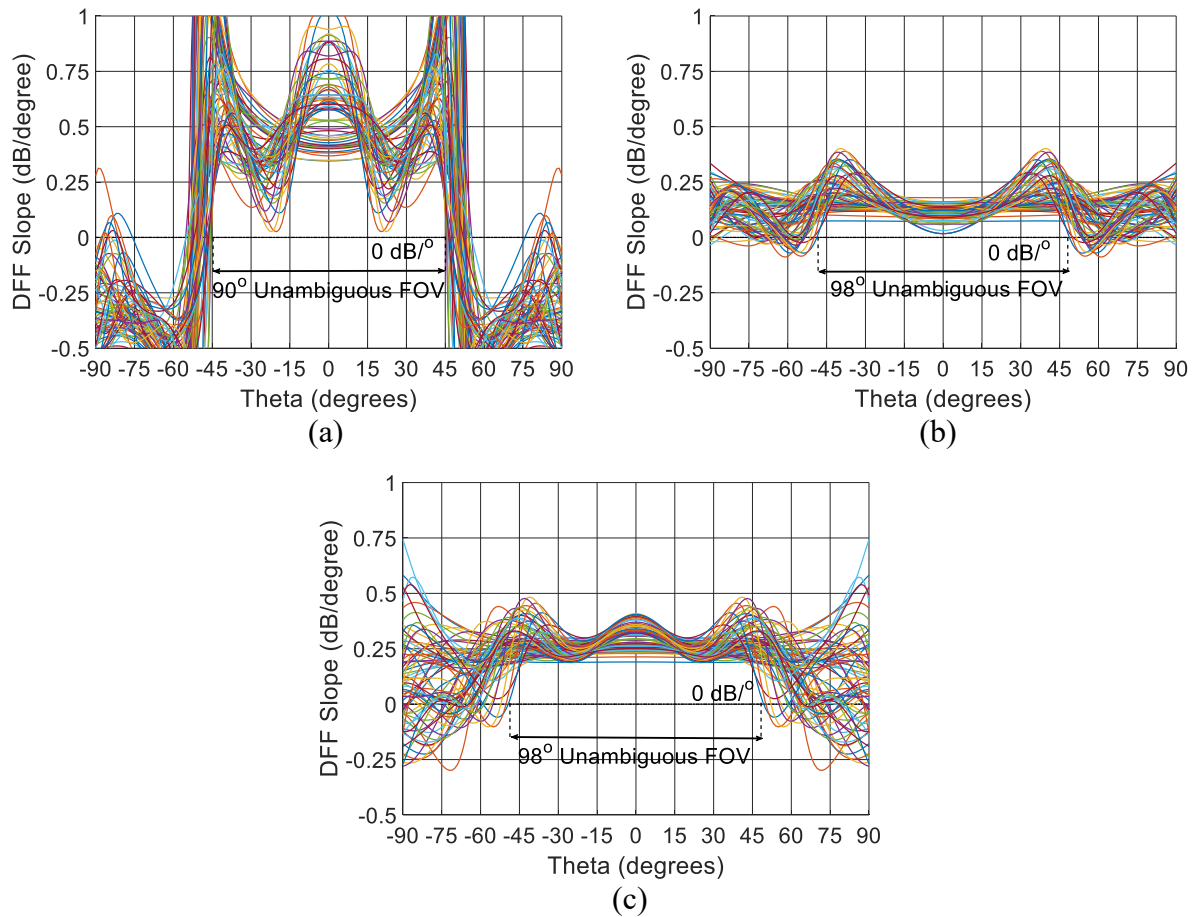 DFF Slope (dB/degree)
1
0.75
0.5
0.25
0
-0.25
-0.5
0 dB/o
90o Unambiguous FOV
-90 -75 -60 -45 -30 -15 0 15 30 45 60 75 90
Theta (degrees)
(a)
DFF Slope (dB/degree)
1
0.75
0.5
0.25
0
-0.25
-0.5
0 dB/o
98o Unambiguous FOV
-90 -75 -60 -45 -30 -15 0 15 30 45 60 75 90
Theta (degrees)
(b)
DFF Slope (dB/degree)
1
0.75
0.5
0.25
0
-0.25
-0.5
0 dB/o
98o Unambiguous FOV
-90 -75 -60 -45 -30 -15 0 15 30 45 60 75 90
Theta (degrees)
(c)